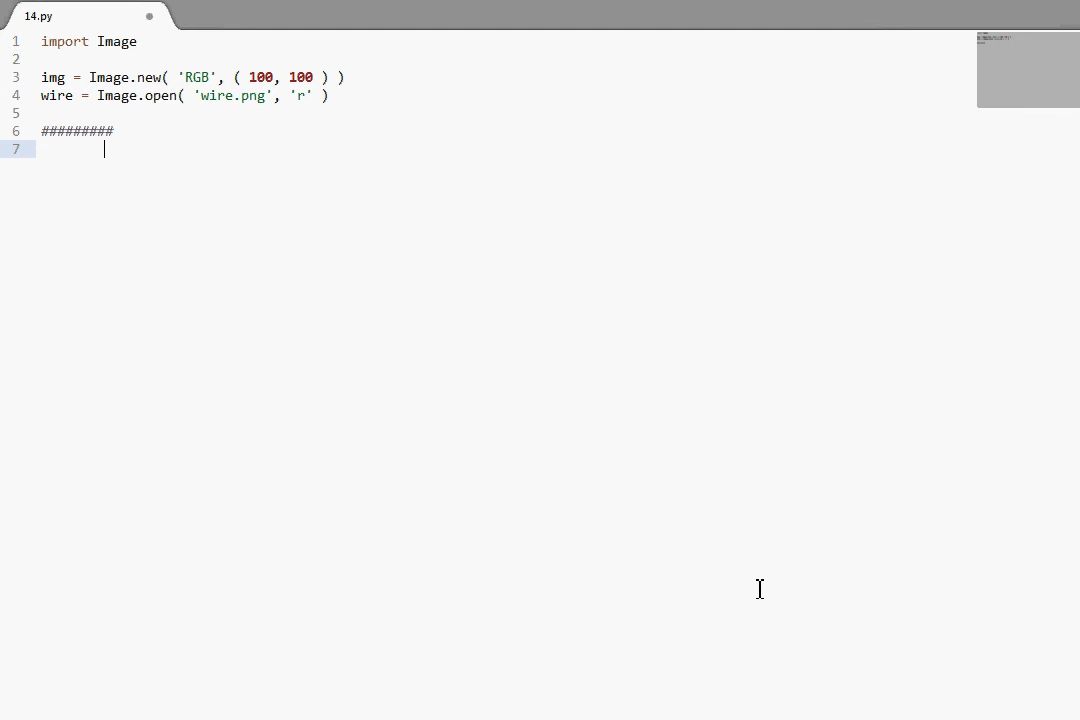 14.py
1 import Image
2
3 img = Image.new( 'RGB', ( 100, 100 ) )
4 wire = Image.open( 'wire.png', 'r' )
5
6 #########
7